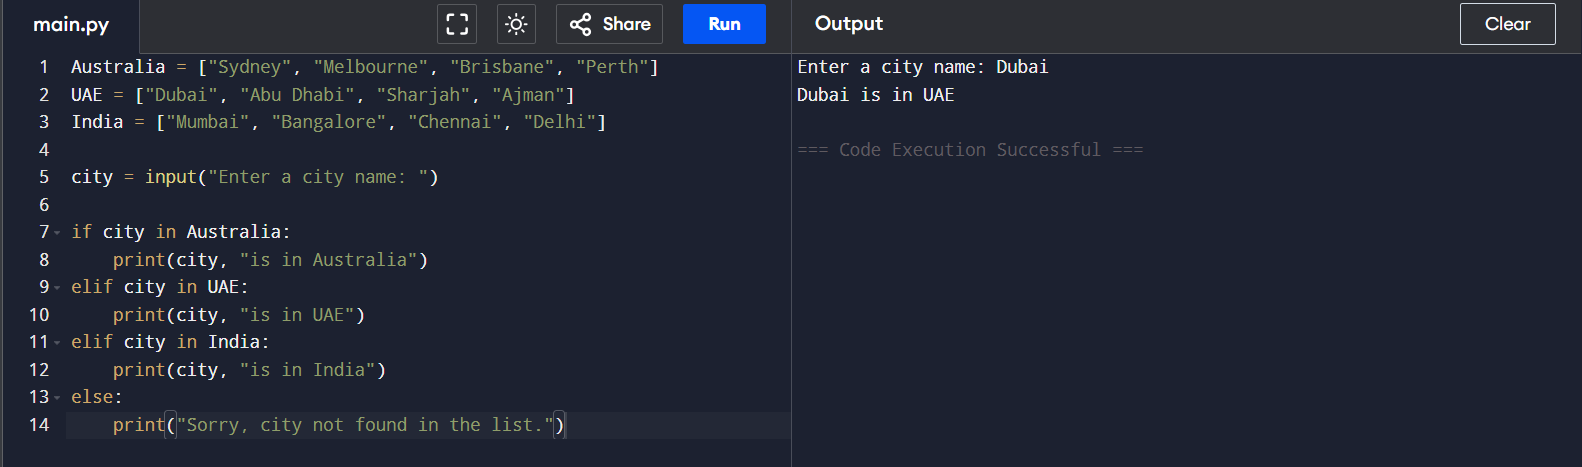 main.py
Share
Run
Output
Clear
1 Australia = ["Sydney", "Melbourne", "Brisbane", "Perth"]
2 UAE = ["Dubai", "Abu Dhabi", "Sharjah", "Ajman"]
3 India = ["Mumbai", "Bangalore", "Chennai", "Delhi"]
4
5 city = input("Enter a city name: ")
6
7 if city in Australia:
8     print(city, "is in Australia")
9 elif city in UAE:
10     print(city, "is in UAE")
11 elif city in India:
12     print(city, "is in India")
13 else:
14     print("Sorry, city not found in the list.")
Enter a city name: Dubai
Dubai is in UAE
=== Code Execution Successful ===